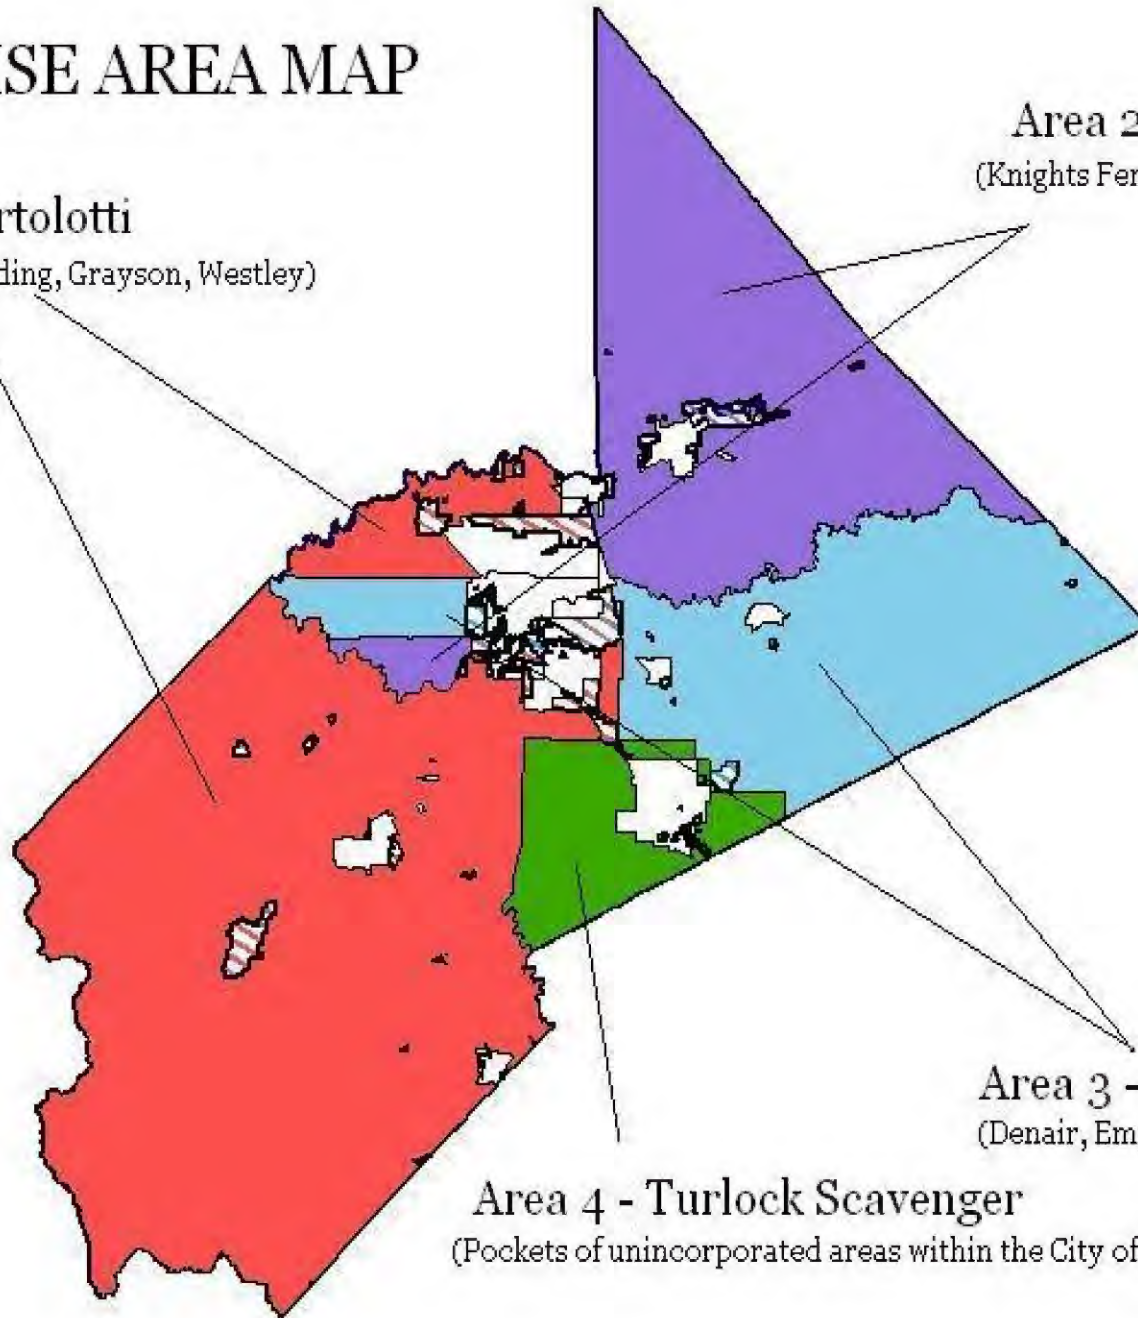 ISE AREA MAP
rtolotti
ding, Grayson, Westley)
Area 2
(Knights Fer
Area 3 -
(Denair, Em
Area 4 - Turlock Scavenger
(Pockets of unincorporated areas within the City of